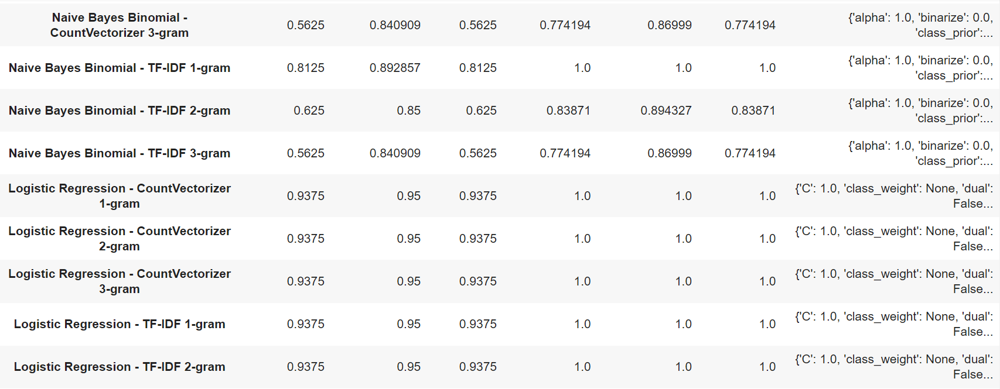 Naive Bayes Binomial -
CountVectorizer 3-gram 0.5625 0.840909 0.5625 0.774194 0.86999 0.774194 {'alpha': 1.0, 'binarize': 0.0,
'class_prior':...
Naive Bayes Binomial - TF-IDF 1-gram 0.8125 0.892857 0.8125 1.0 1.0 1.0 {'alpha': 1.0, 'binarize': 0.0,
'class_prior':...
Naive Bayes Binomial - TF-IDF 2-gram 0.625 0.85 0.625 0.83871 0.894327 0.83871 {'alpha': 1.0, 'binarize': 0.0,
'class_prior':...
Naive Bayes Binomial - TF-IDF 3-gram 0.5625 0.840909 0.5625 0.774194 0.86999 0.774194 {'alpha': 1.0, 'binarize': 0.0,
'class_prior':...
Logistic Regression - CountVectorizer
1-gram 0.9375 0.95 0.9375 1.0 1.0 1.0 {'C': 1.0, 'class_weight': None, 'dual':
False...
Logistic Regression - CountVectorizer
2-gram 0.9375 0.95 0.9375 1.0 1.0 1.0 {'C': 1.0, 'class_weight': None, 'dual':
False...
Logistic Regression - CountVectorizer
3-gram 0.9375 0.95 0.9375 1.0 1.0 1.0 {'C': 1.0, 'class_weight': None, 'dual':
False...
Logistic Regression - TF-IDF 1-gram 0.9375 0.95 0.9375 1.0 1.0 1.0 {'C': 1.0, 'class_weight': None, 'dual':
False...
Logistic Regression - TF-IDF 2-gram 0.9375 0.95 0.9375 1.0 1.0 1.0 {'C': 1.0, 'class_weight': None, 'dual':
False...